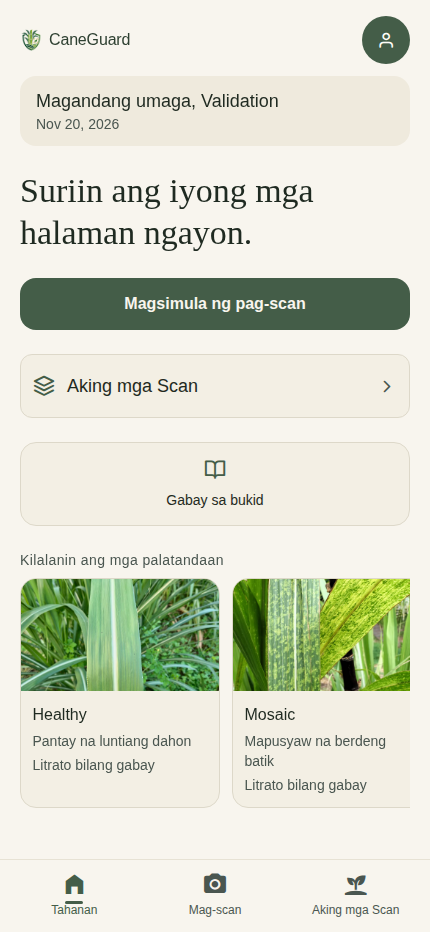 CaneGuard
Magandang umaga, Validation
Nov 20, 2026
Suriin ang iyong mga
halaman ngayon.
Magsimula ng pag-scan
Aking mga Scan
Gabay sa bukid
Kilalanin ang mga palatandaan
Healthy
Pantay na luntiang dahon
Litrato bilang gabay
Mosaic
Mapusyaw na berdeng
batik
Litrato bilang gabay
Tahanan
Mag-scan
Aking mga Scan